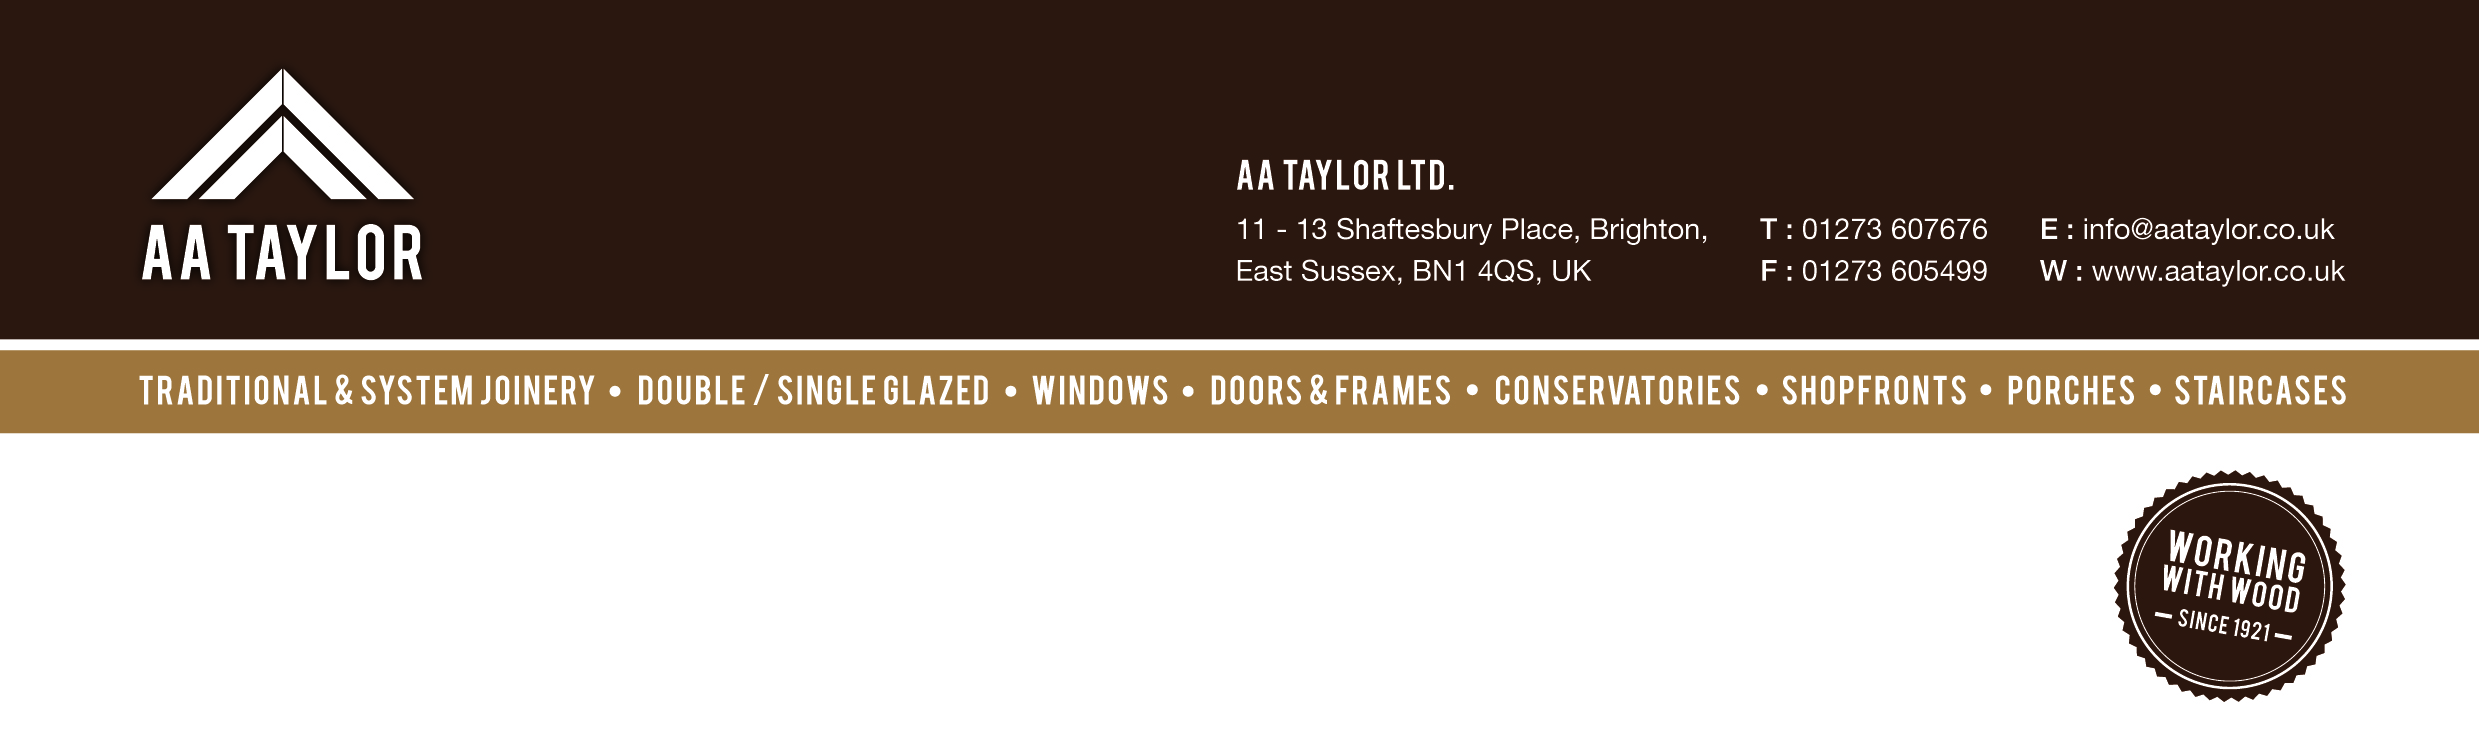 AA TAYLOR
AA TAYLOR LTD.
11 - 13 Shaftesbury Place, Brighton,
East Sussex, BN1 4QS, UK
T : 01273 607676
F : 01273 605499
E : info@aataylor.co.uk
W : www.aataylor.co.uk
TRADITIONAL & SYSTEM JOINERY • DOUBLE / SINGLE GLAZED • WINDOWS • DOORS & FRAMES • CONSERVATORIES • SHOPFRONTS • PORCHES • STAIRCASES
WORKING
WITH WOOD
– SINCE 1921 –